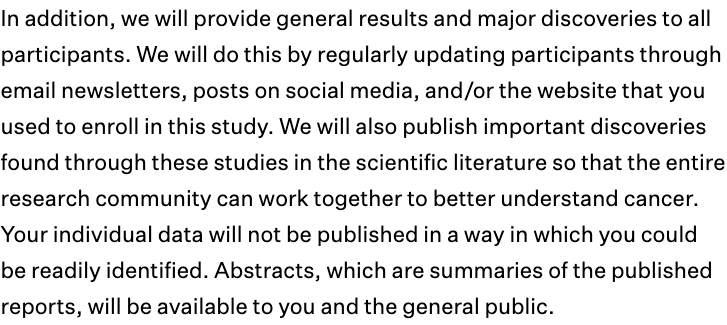 In addition, we will provide general results and major discoveries to all
participants. We will do this by regularly updating participants through
email newsletters, posts on social media, and/or the website that you
used to enroll in this study. We will also publish important discoveries
found through these studies in the scientific literature so that the entire
research community can work together to better understand cancer.
Your individual data will not be published in a way in which you could
be readily identified. Abstracts, which are summaries of the published
reports, will be available to you and the general public.